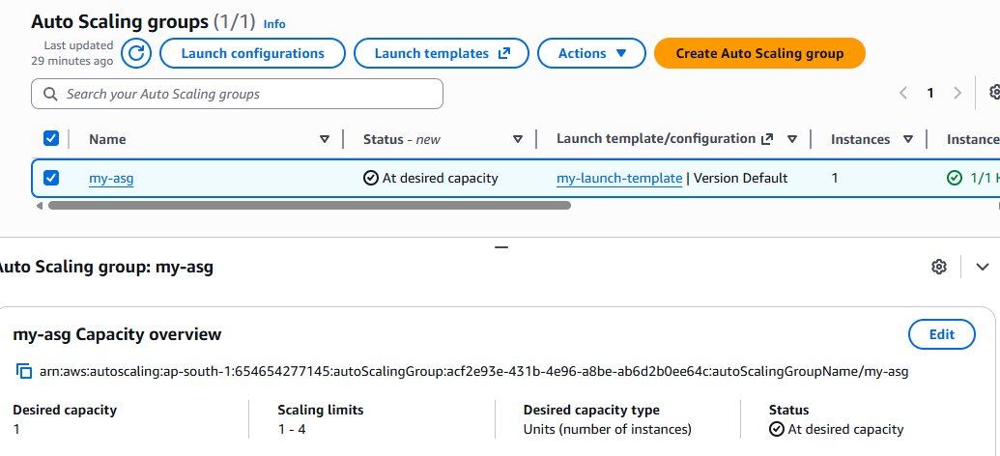 Auto Scaling groups (1/1) Info
Last updated
29 minutes ago
Launch configurations
Launch templates
Actions
Create Auto Scaling group
Search your Auto Scaling groups
1
Name
Status - new
Launch template/configuration
Instances
Instance
my-asg
At desired capacity
my-launch-template | Version Default
1
1/1
Auto Scaling group: my-asg
my-asg Capacity overview
Edit
arn:aws:autoscaling:ap-south-1:654654277145:autoScalingGroup:acf2e93e-431b-4e96-a8be-ab6d2b0ee64c:autoScalingGroupName/my-asg
Desired capacity
1
Scaling limits
1 - 4
Desired capacity type
Units (number of instances)
Status
At desired capacity